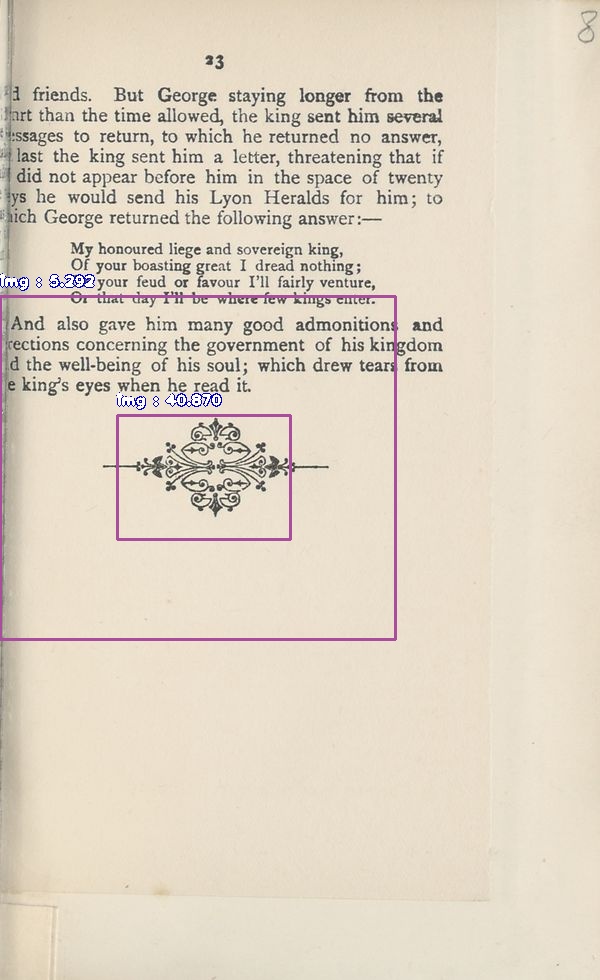 23
friends. But George staying longer from the
than the time allowed, the king sent him several
to return, to which he returned no answer,
last the king sent him a letter, threatening that if
did not appear before him in the space of twenty
he would send his Lyon Heralds for him; to
George returned the following answer:—
My honoured liege and sovereign king,
Of your boasting great I dread nothing;
your feud or favour I'll fairly venture,
Or that day I'll be where few kings enter.
And also gave him many good admonitions and
concerning the government of his kingdom
the well-being of his soul; which drew tears from
king's eyes when he read it.
img : 5.292
img : 40.870
8